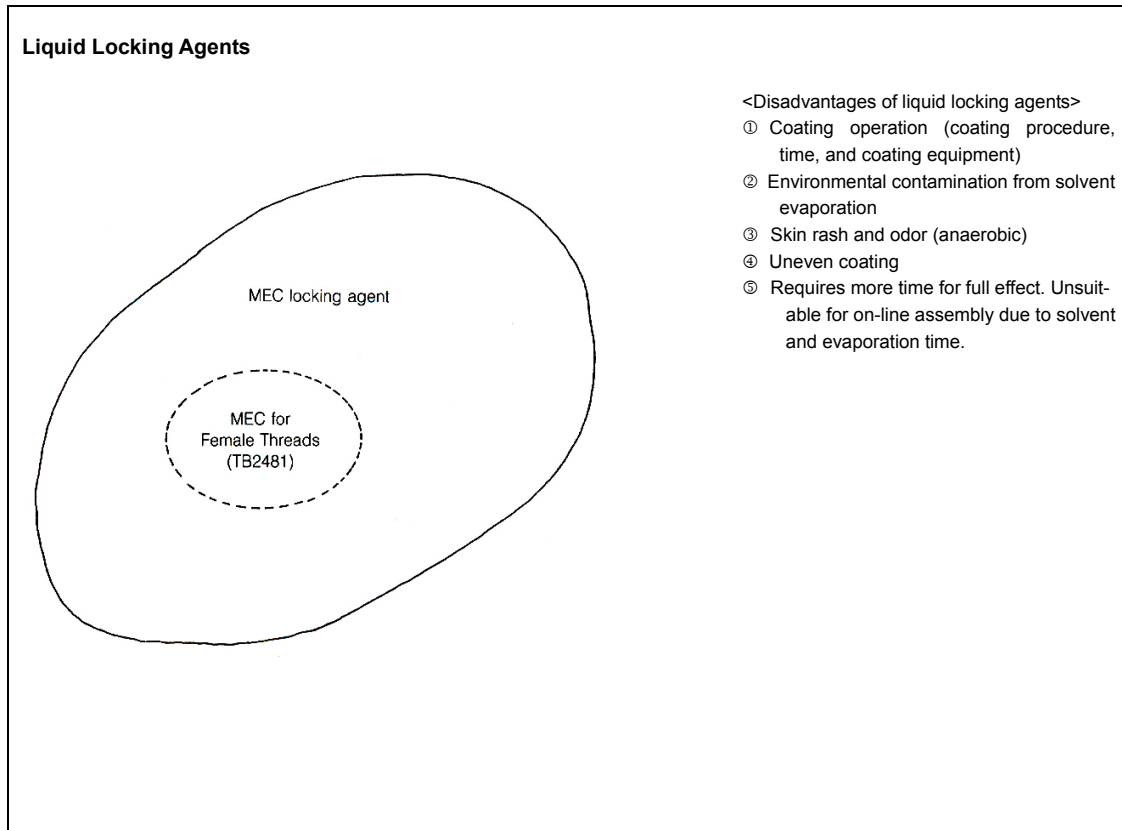 Liquid Locking Agents
<Disadvantages of liquid locking agents>
① Coating operation (coating procedure,
time, and coating equipment)
② Environmental contamination from solvent
evaporation
③ Skin rash and odor (anaerobic)
④ Uneven coating
⑤ Requires more time for full effect. Unsuit-
able for on-line assembly due to solvent
and evaporation time.
MEC locking agent
MEC for
Female Threads
(TB2481)